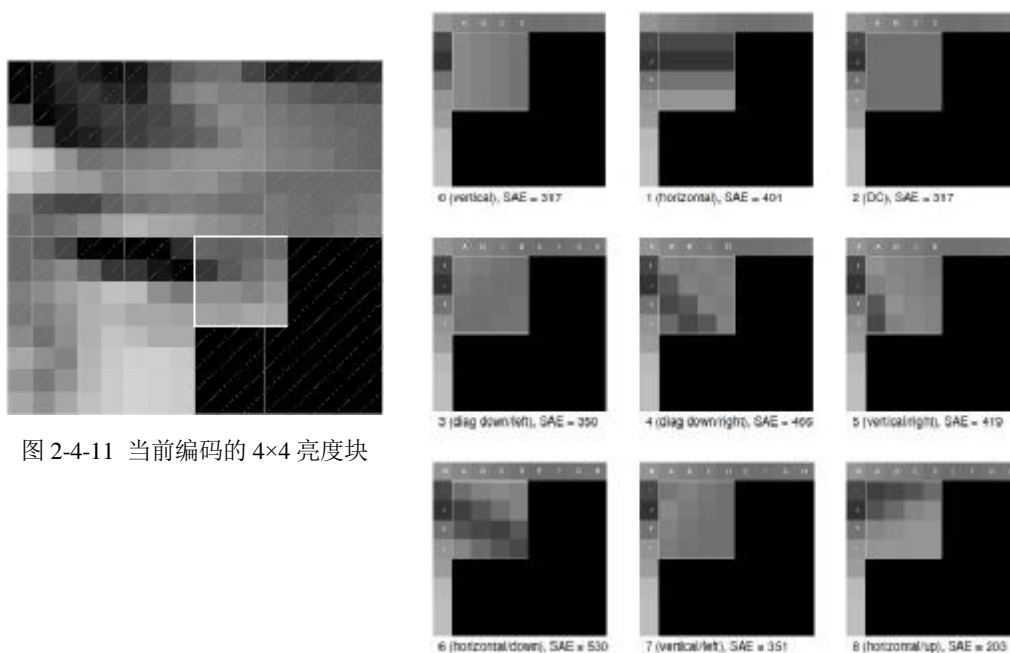 0 (vertical), SAE = 317
1 (horizontal), SAE = 401
2 (DC), SAE = 317
3 (diag down/left), SAE = 350
4 (diag down/right), SAE = 466
5 (vertical/right), SAE = 419
图 2-4-11 当前编码的 4×4 亮度块
6 (horizontal/down), SAE = 530
7 (vertical/left), SAE = 351
8 (horizontal/up), SAE = 203